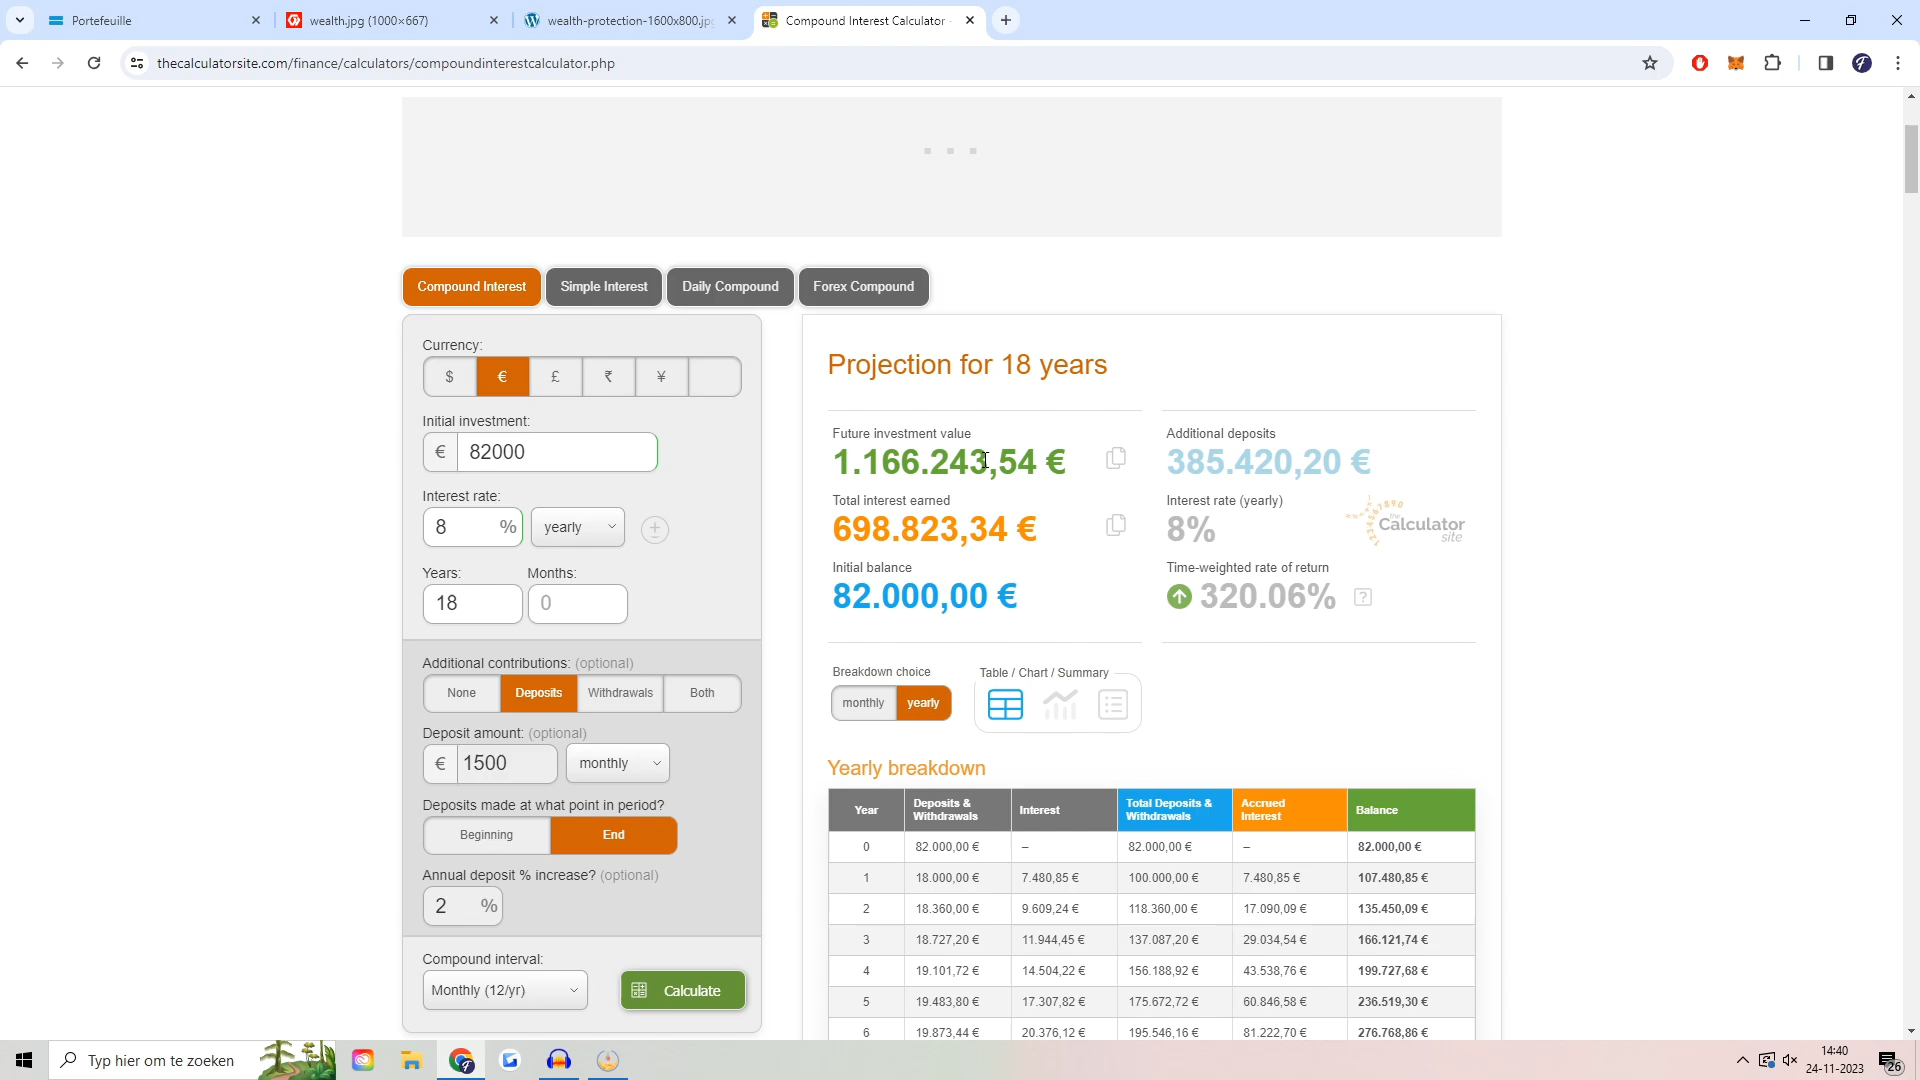 Portefeuille
wealth.jpg (1000×667)
wealth-protection-1600x800.jp
Compound Interest Calculator
thecalculatorsite.com/finance/calculators/compoundinterestcalculator.php
Compound Interest
Simple Interest
Daily Compound
Forex Compound
Currency:
$ € £ ₹ ¥
Initial investment:
€ 82000
Interest rate:
8 % yearly
Years: Months:
18 0
Additional contributions: (optional)
None Deposits Withdrawals Both
Deposit amount: (optional)
€ 1500 monthly
Deposits made at what point in period?
Beginning End
Annual deposit % increase? (optional)
2 %
Compound interval:
Monthly (12/yr) Calculate
Projection for 18 years
Future investment value
1.166.243,54 €
Additional deposits
385.420,20 €
Total interest earned
698.823,34 €
Interest rate (yearly)
8%
1234567890
the
Calculator
site
Initial balance
82.000,00 €
Time-weighted rate of return
320.06% ?
Breakdown choice
monthly yearly
Table / Chart / Summary
Yearly breakdown
Year Deposits & Withdrawals Interest Total Deposits & Withdrawals Accrued Interest Balance
0 82.000,00 € – 82.000,00 € – 82.000,00 €
1 18.000,00 € 7.480,85 € 100.000,00 € 7.480,85 € 107.480,85 €
2 18.360,00 € 9.609,24 € 118.360,00 € 17.090,09 € 135.450,09 €
3 18.727,20 € 11.944,45 € 137.087,20 € 29.034,54 € 166.121,74 €
4 19.101,72 € 14.504,22 € 156.188,92 € 43.538,76 € 199.727,68 €
5 19.483,80 € 17.307,82 € 175.672,72 € 60.846,58 € 236.519,30 €
6 19.873,44 € 20.376,12 € 195.546,16 € 81.222,70 € 276.768,86 €
Typ hier om te zoeken
14:40
24-11-2023
26